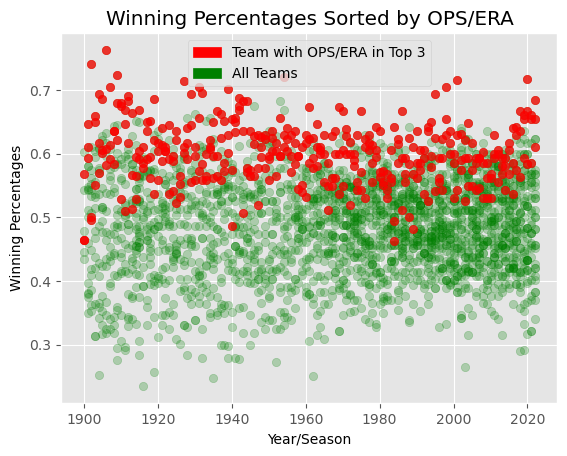 Winning Percentages Sorted by OPS/ERA
Team with OPS/ERA in Top 3
All Teams
Winning Percentages
0.7
0.6
0.5
0.4
0.3
1900 1920 1940 1960 1980 2000 2020
Year/Season